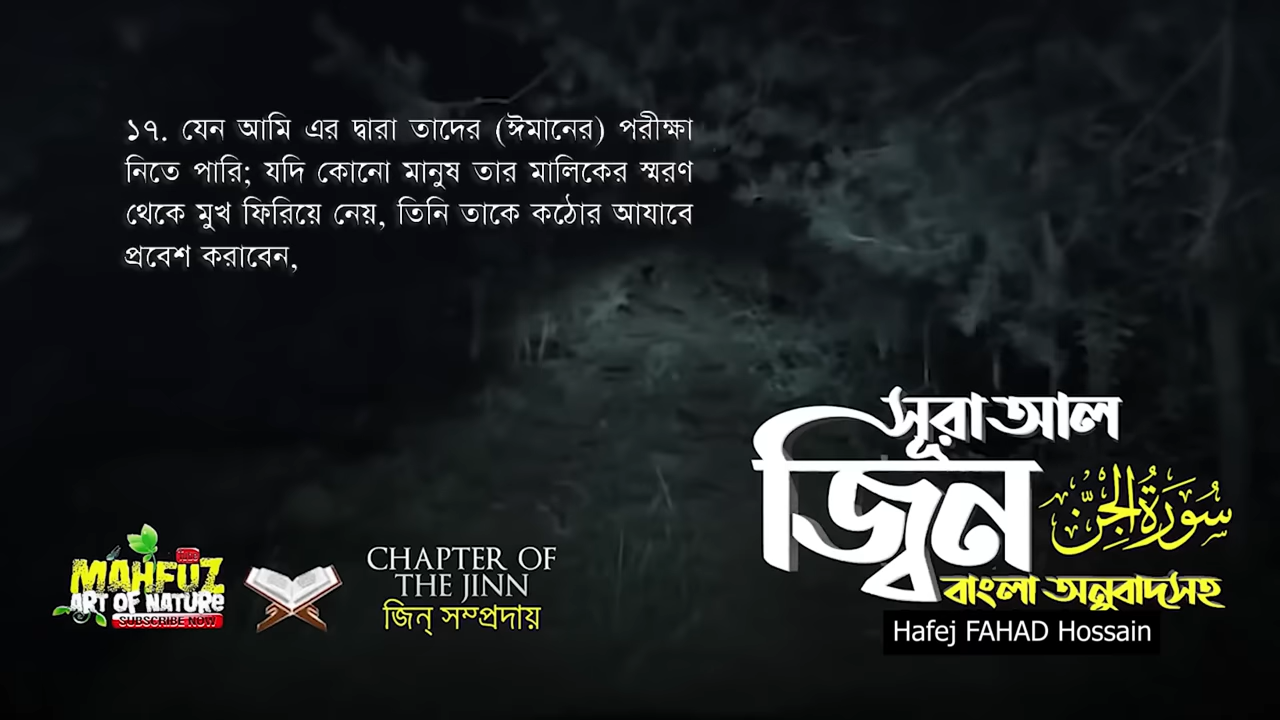 ১৭. যেন আমি এর দ্বারা তাদের (ঈমানের) পরীক্ষা
নিতে পারি; যদি কোনো মানুষ তার মালিকের স্মরণ
থেকে মুখ ফিরিয়ে নেয়, তিনি তাকে কঠোর আযাবে
প্রবেশ করাবেন,
সূরা আল
জ্বিন
سُورَةُ الْجِنِّ
বাংলা অনুবাদসহ
Hafej FAHAD Hossain
MAHFUZ
ART OF NATURE
SUBSCRIBE NOW
CHAPTER OF
THE JINN
জিন্ সম্প্রদায়